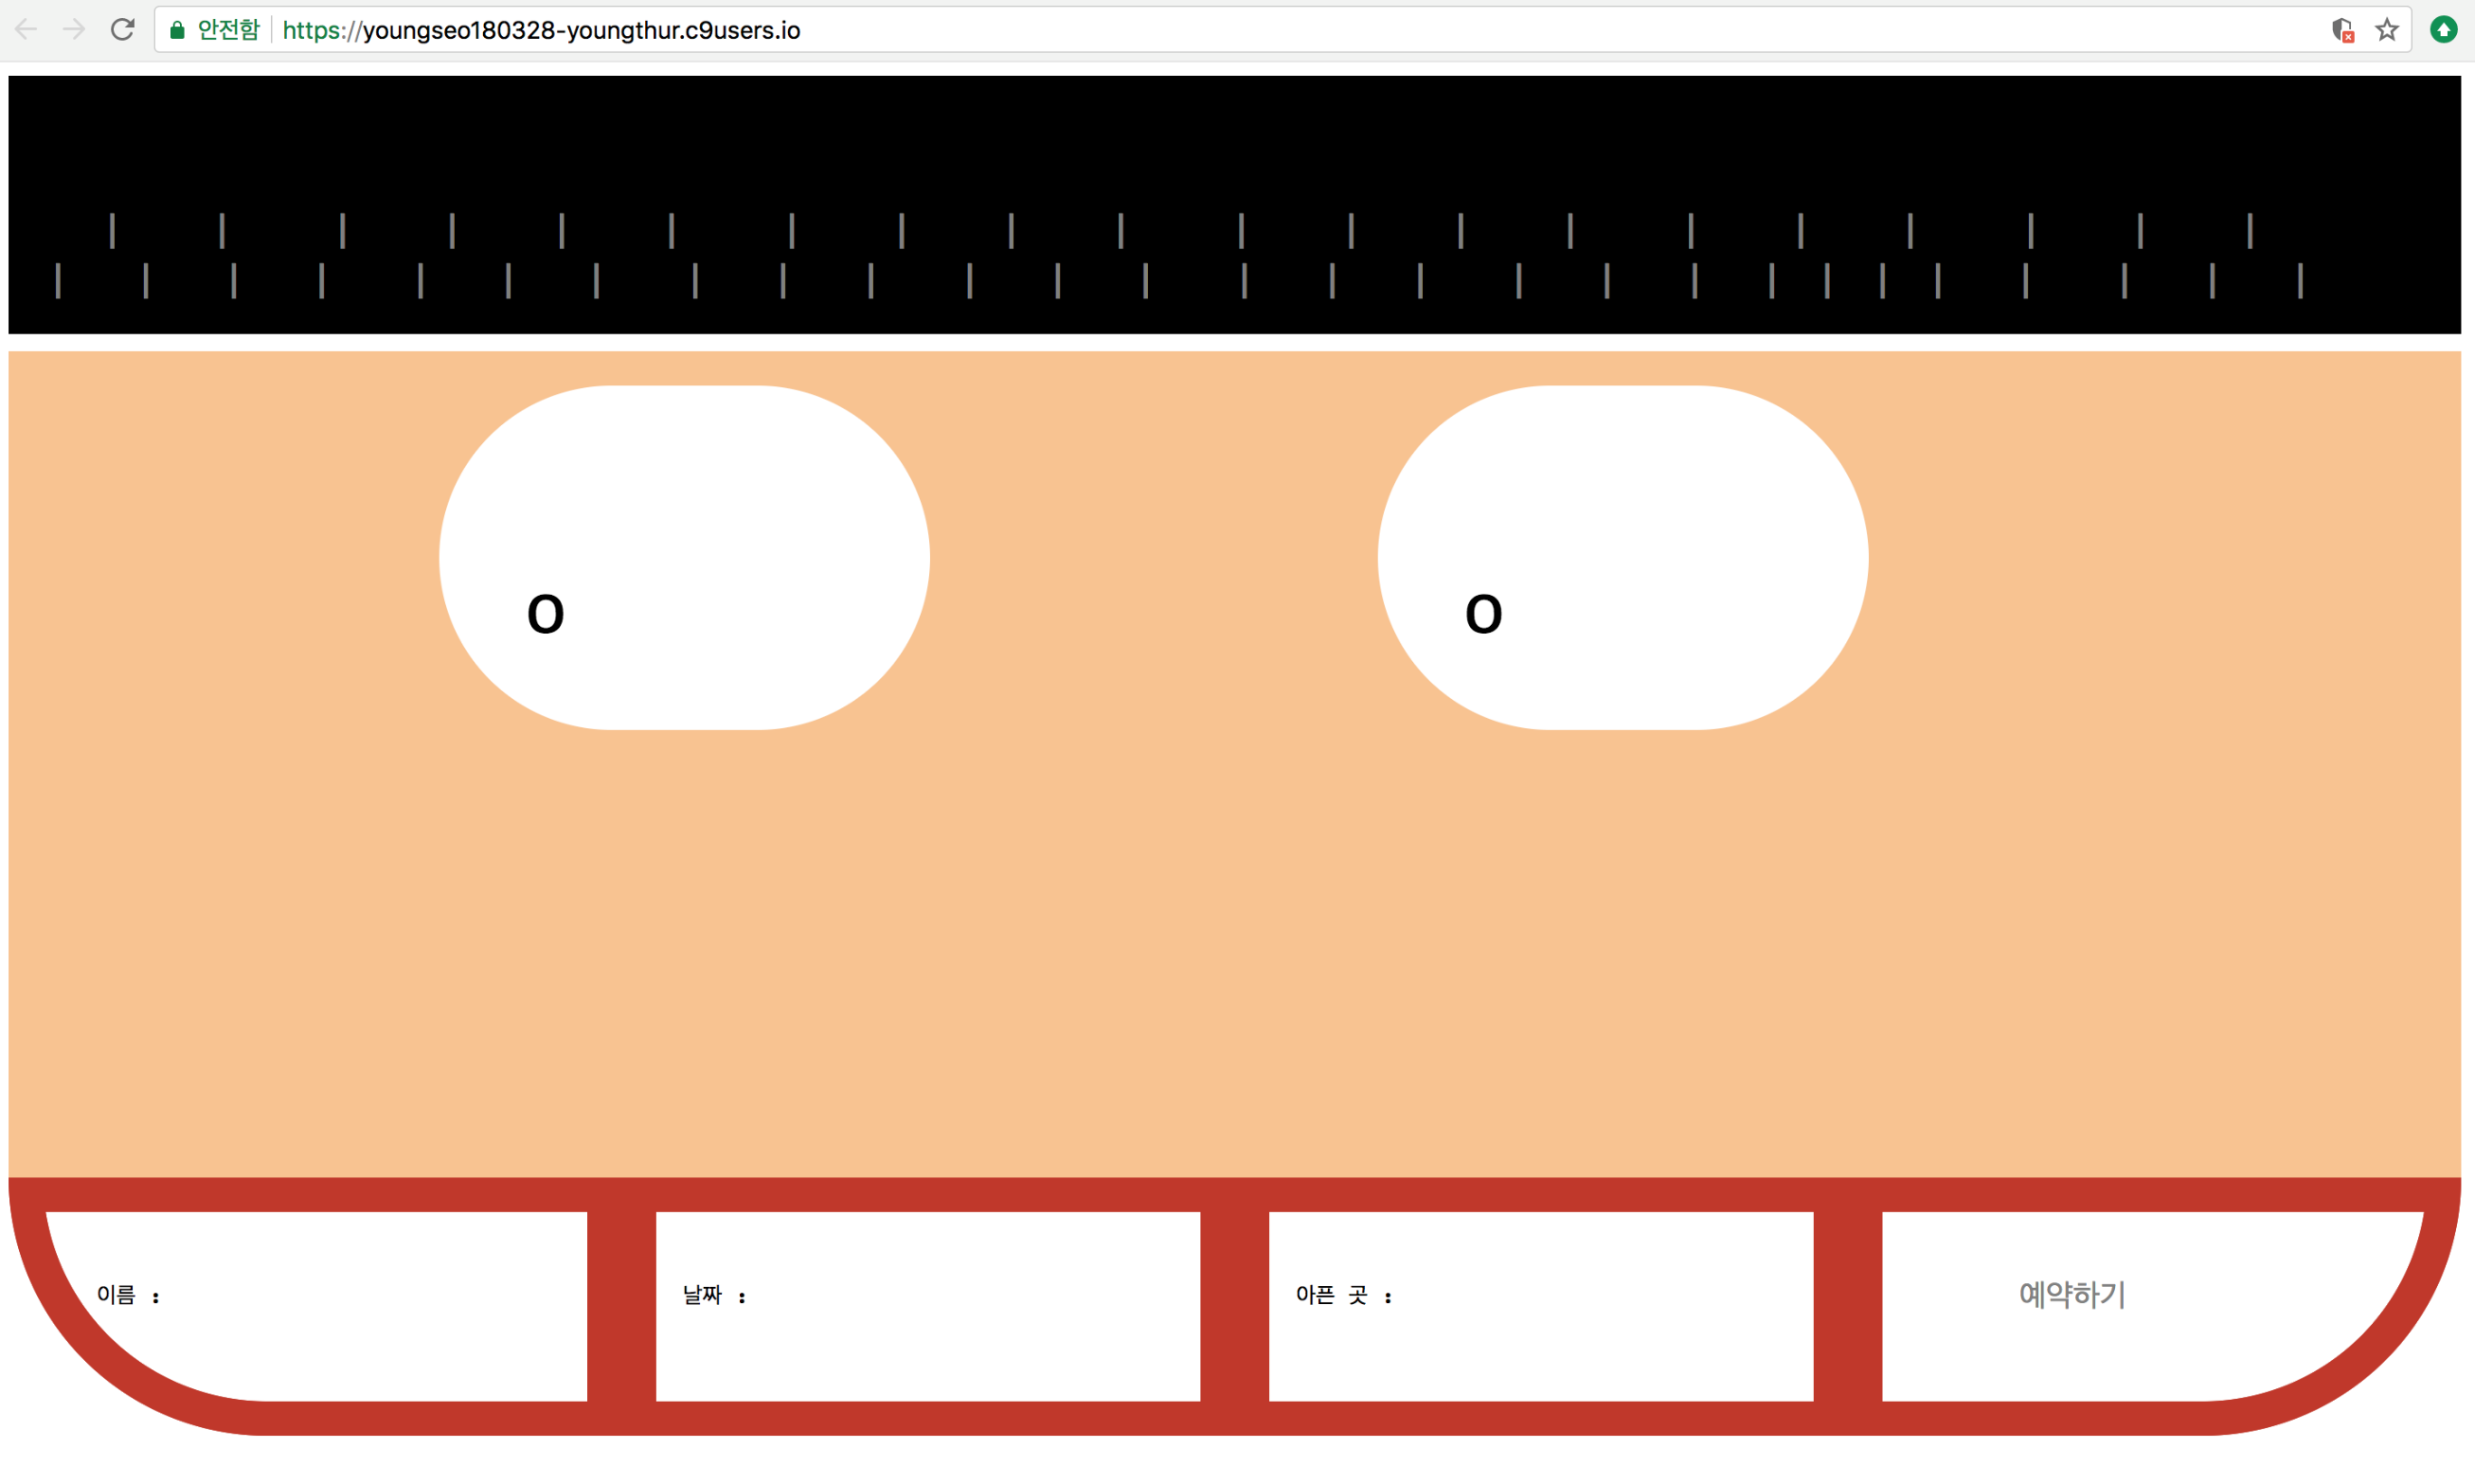 안전함 https://youngseo180328-youngthur.c9users.io
| | | | | | | | | | | | | | | | | | | |
| | | | | | | | | | | | | | | | | | | | | | | | | | |
o o
이름 : 날짜 : 아픈 곳 : 예약하기